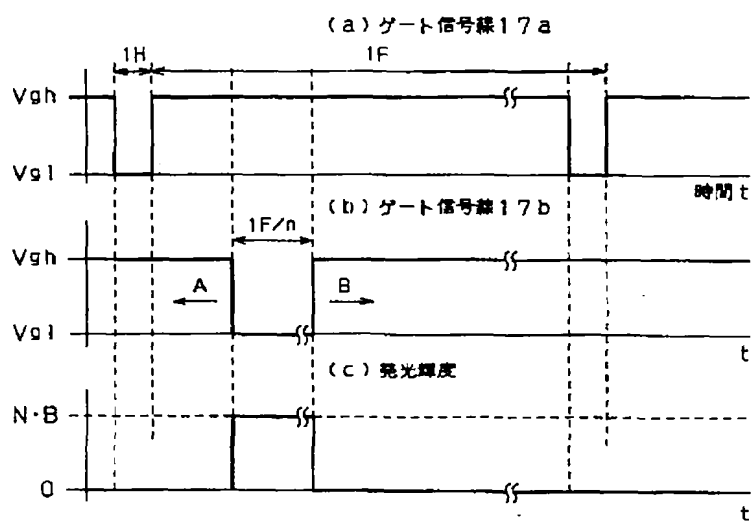 (a)ゲート信号線17a
1H 1F
Vgh
Vgl
時間t
(b)ゲート信号線17b
1F/n
Vgh
A B
Vgl
t
(c)発光輝度
N・B
0
t